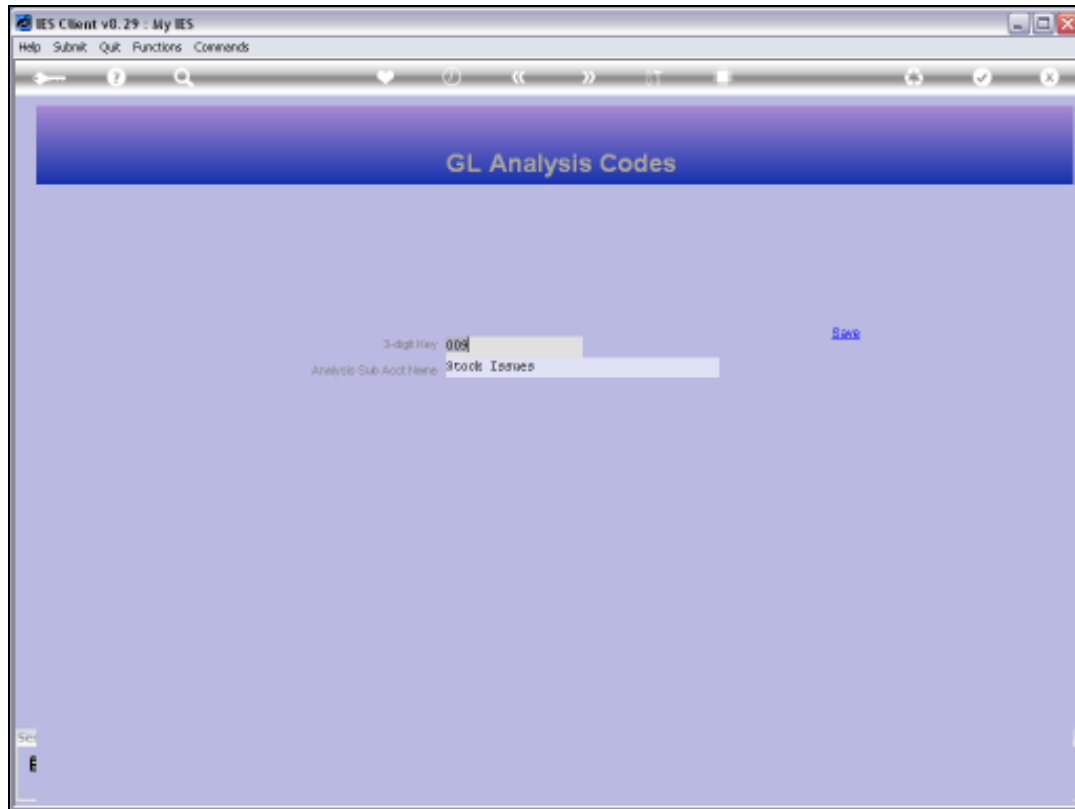 IES Client v8.29 : My IES
Help Submit Quit Functions Commands
GL Analysis Codes
Save
3-digit Key 009
Analysis Sub Acct Name Stock Issues